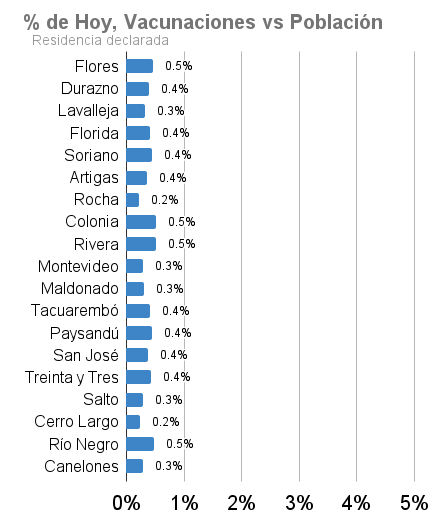 % de Hoy, Vacunaciones vs Población
Residencia declarada
Flores 0.5%
Durazno 0.4%
Lavalleja 0.3%
Florida 0.4%
Soriano 0.4%
Artigas 0.4%
Rocha 0.2%
Colonia 0.5%
Rivera 0.5%
Montevideo 0.3%
Maldonado 0.3%
Tacuarembó 0.4%
Paysandú 0.4%
San José 0.4%
Treinta y Tres 0.4%
Salto 0.3%
Cerro Largo 0.2%
Río Negro 0.5%
Canelones 0.3%
0% 1% 2% 3% 4% 5%